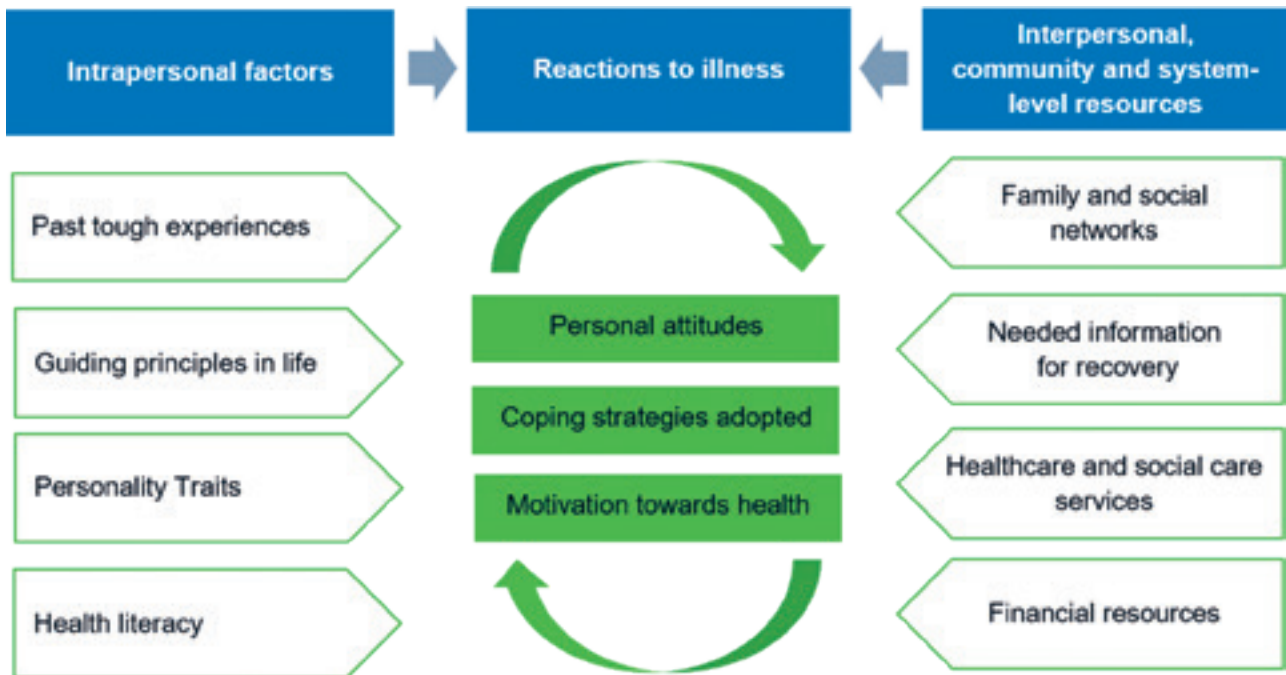 Intrapersonal factors
Reactions to illness
Interpersonal,
community and system-
level resources
Past tough experiences
Guiding principles in life
Personality Traits
Health literacy
Personal attitudes
Coping strategies adopted
Motivation towards health
Family and social
networks
Needed information
for recovery
Healthcare and social care
services
Financial resources